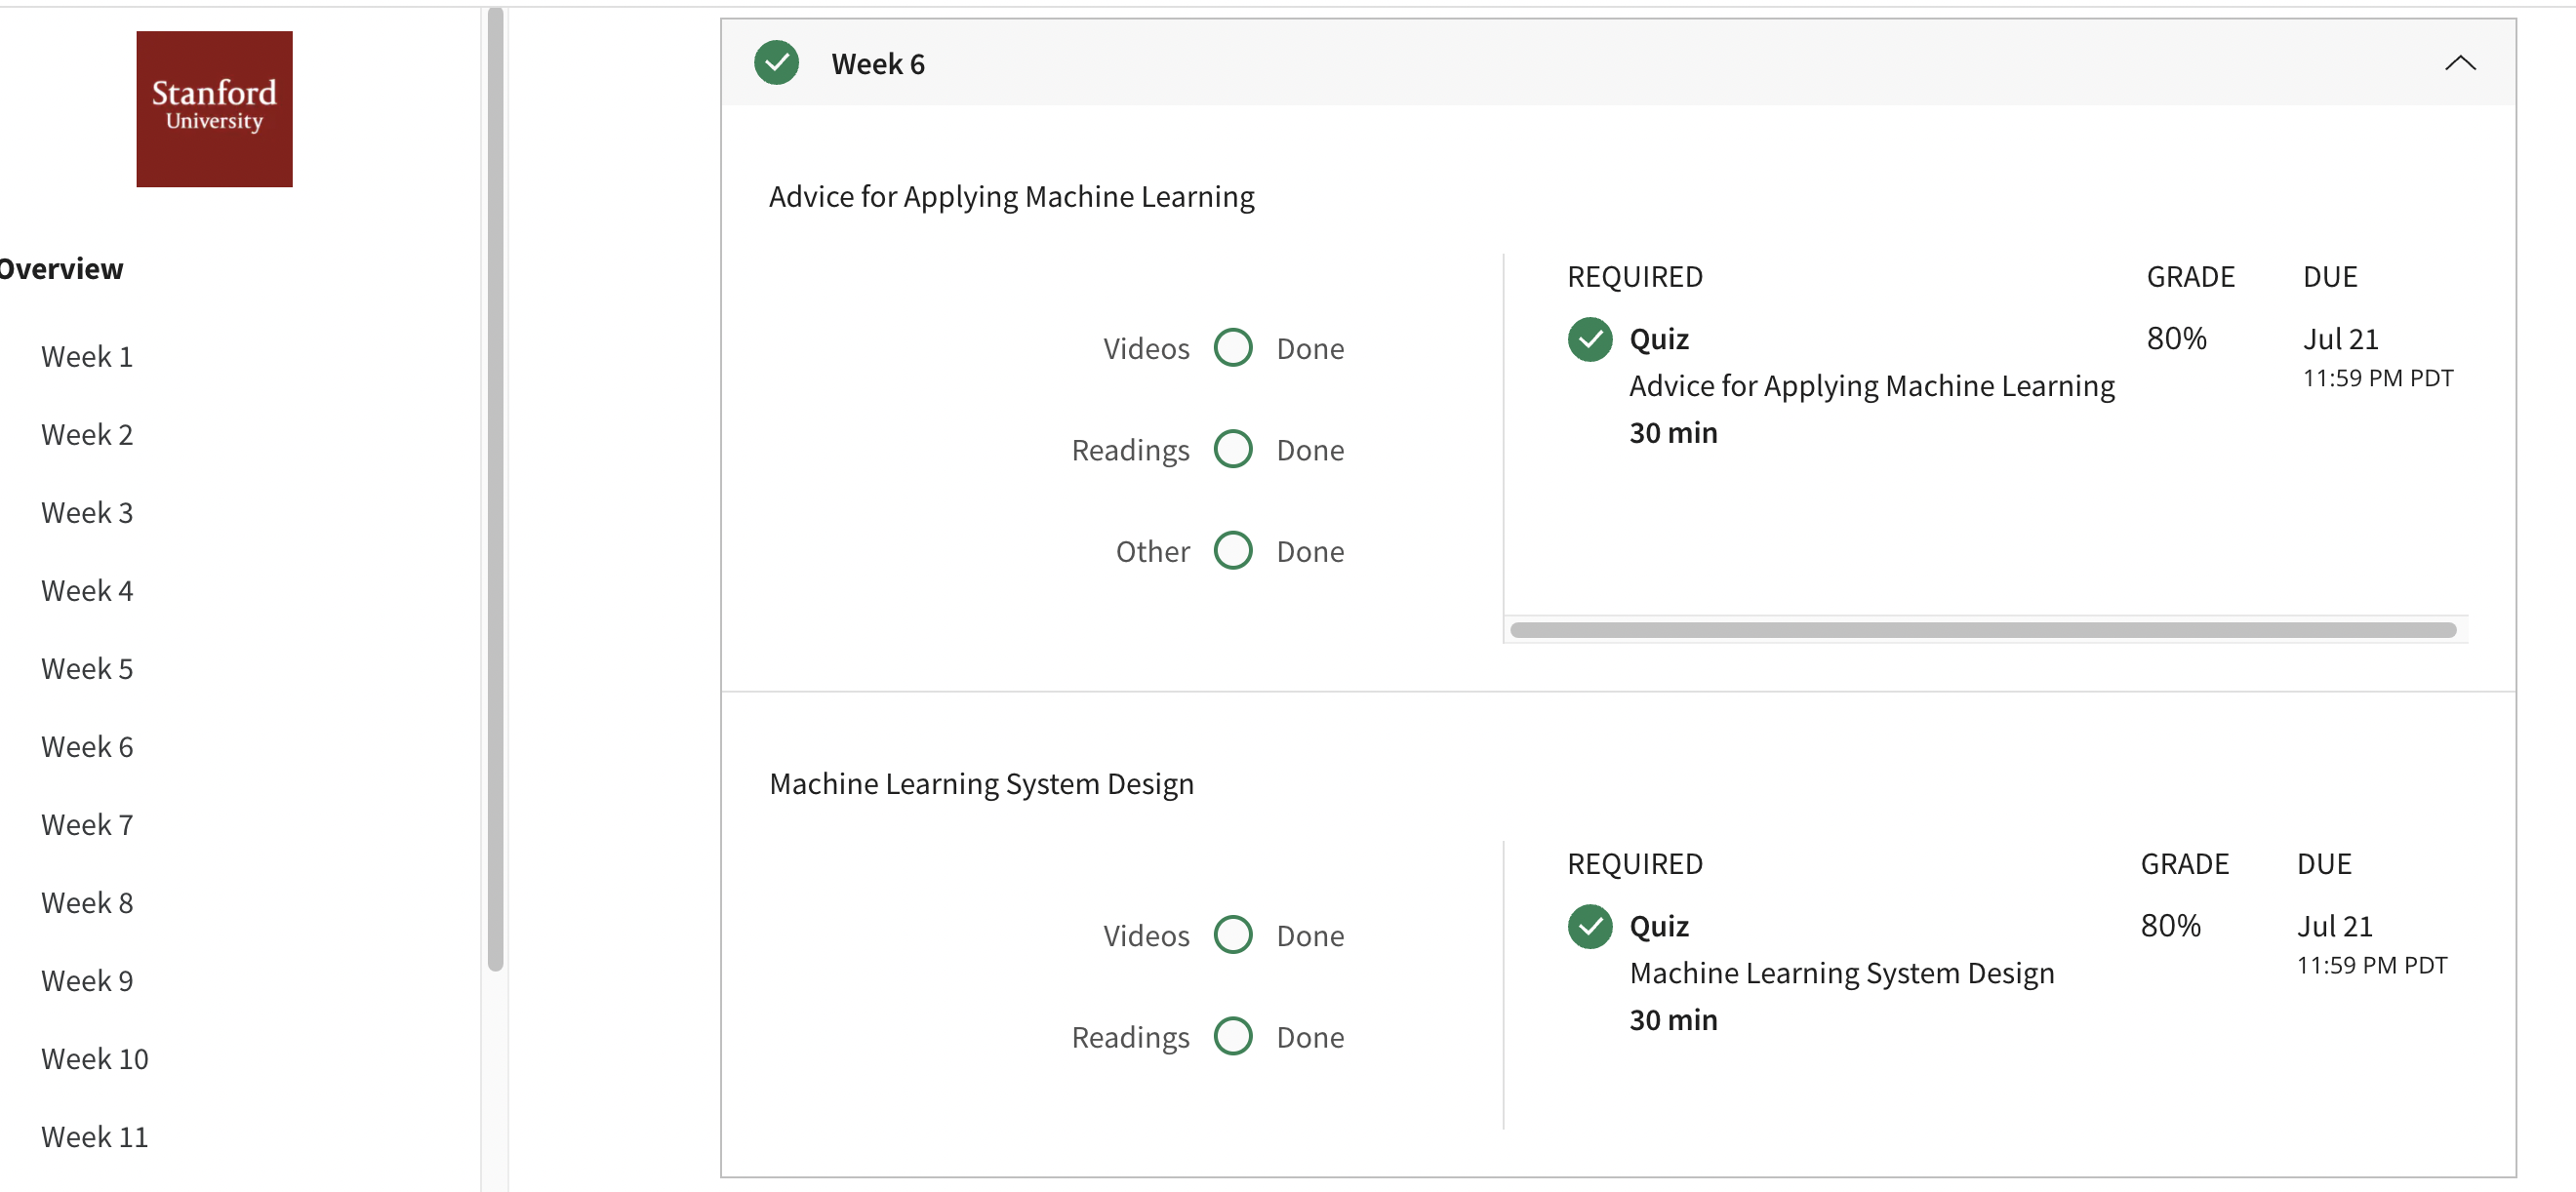 Stanford
University
Overview
Week 1
Week 2
Week 3
Week 4
Week 5
Week 6
Week 7
Week 8
Week 9
Week 10
Week 11
Week 6
Advice for Applying Machine Learning
Videos Done
Readings Done
Other Done
REQUIRED GRADE DUE
Quiz 80% Jul 21
11:59 PM PDT
Advice for Applying Machine Learning
30 min
Machine Learning System Design
Videos Done
Readings Done
REQUIRED GRADE DUE
Quiz 80% Jul 21
11:59 PM PDT
Machine Learning System Design
30 min